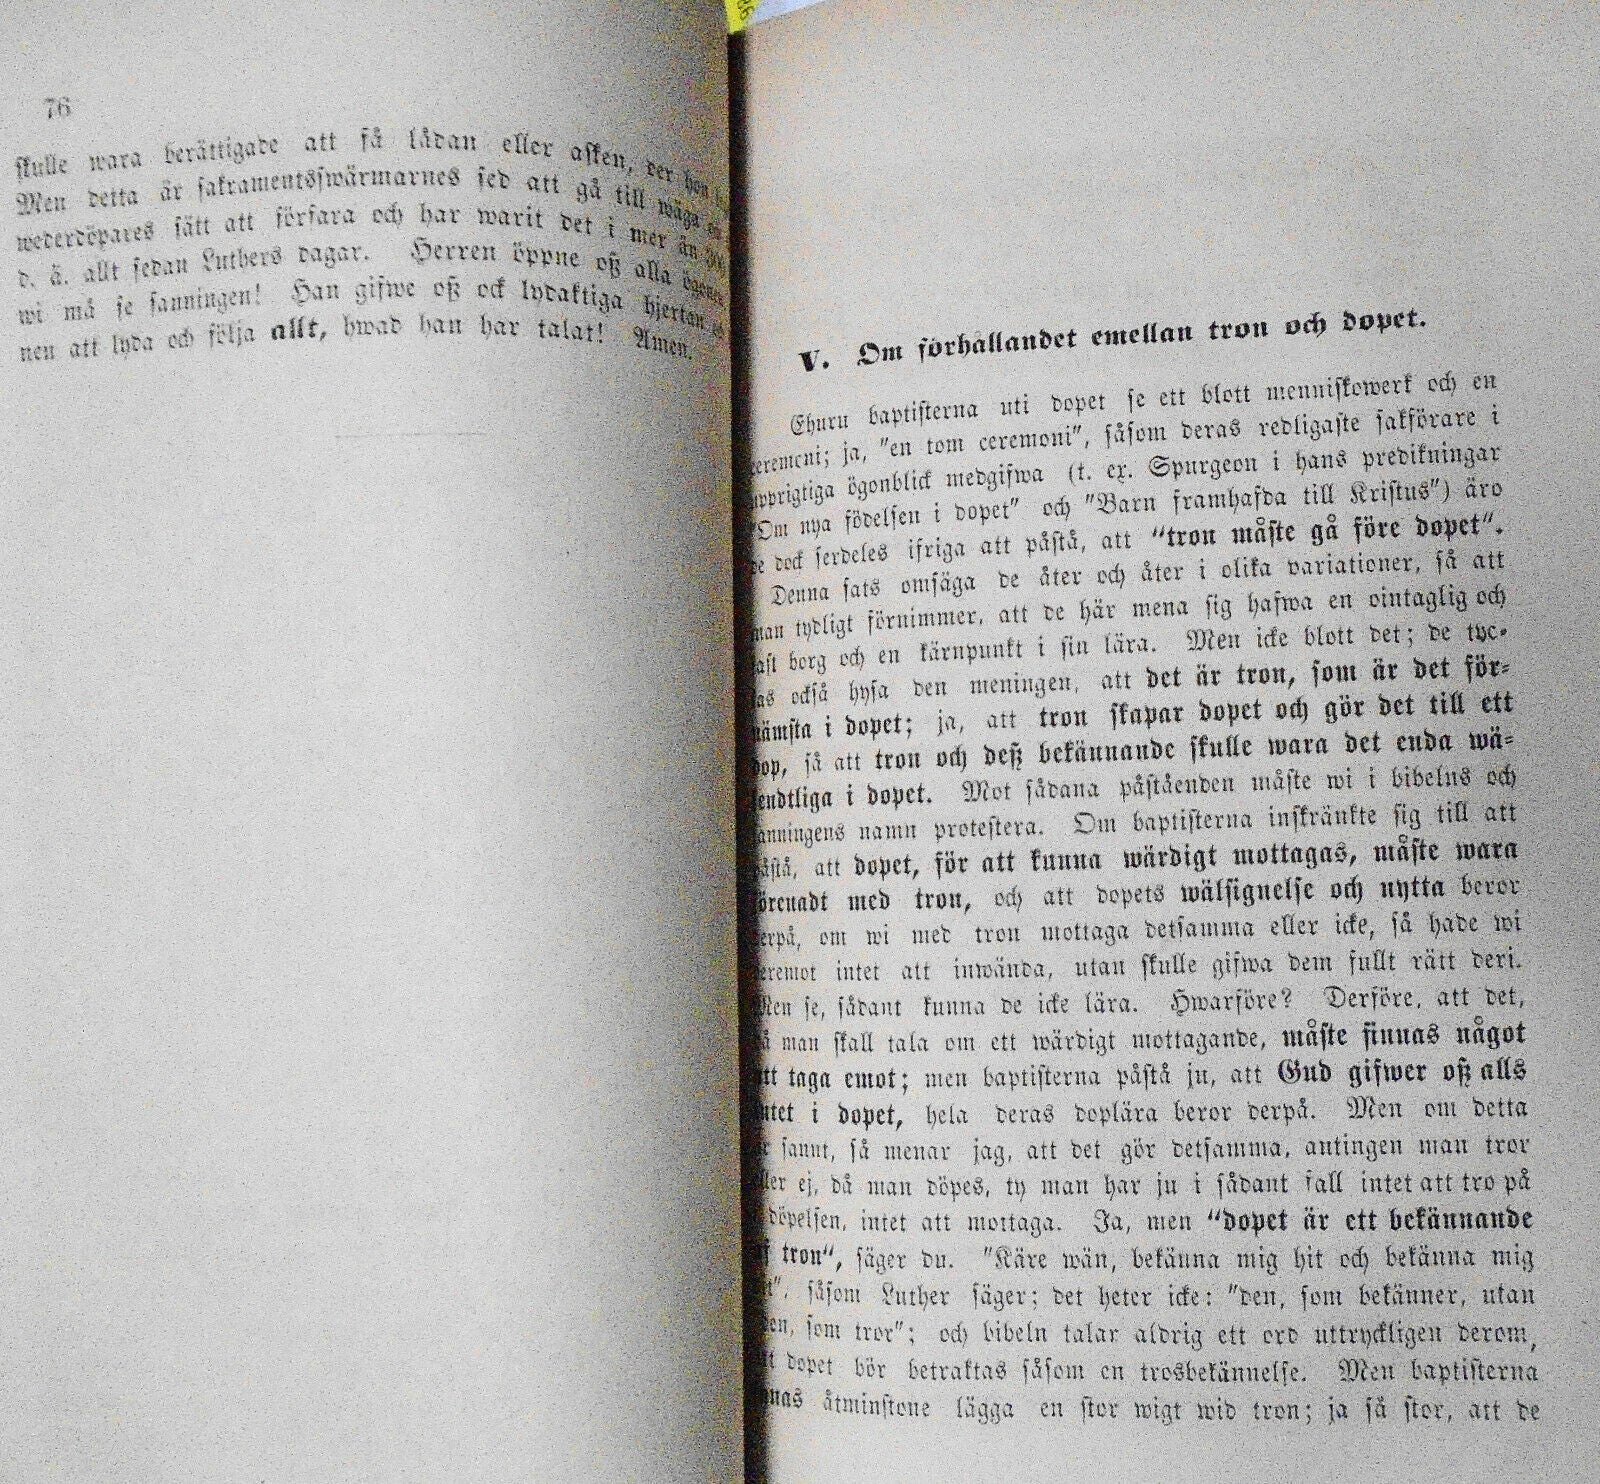 76
skulle wara berättigade att få lådan eller asken, der hon
Men detta är sakramentsswärmarnes sed att gå till wäga
wederdöpares sätt att förfara och har warit det i mer än
d. ä. allt sedan Luthers dagar. Herren öppne oß alla ögonen
wi må se sanningen! Han gifwe oß ock lydaktiga hjertan
nen att lyda och följa allt, hwad han har talat! Amen.
V. Om förhållandet emellan tron och dopet.
Ehuru baptisterna uti dopet se ett blott menniskowerk och en
ceremoni; ja, "en tom ceremoni", såsom deras redligaste sakförare i
uppriktiga ögonblick medgifwa (t. ex. Spurgeon i hans predikningar
"Om nya födelsen i dopet" och "Barn framhafda till Kristus") äro
de dock serdeles ifriga att påstå, att "tron måste gå före dopet".
Denna sats omsäga de åter och åter i olika variationer, så att
man tydligt förnimmer, att de här mena sig hafwa en ointaglig och
fast borg och en kärnpunkt i sin lära. Men icke blott det; de tyc-
kas också hysa den meningen, att det är tron, som är det för-
nämsta i dopet; ja, att tron skapar dopet och gör det till ett
dop, så att tron och deß bekännande skulle wara det enda wä-
sendtliga i dopet. Mot sådana påståenden måste wi i bibelns och
sanningens namn protestera. Om baptisterna inskränkte sig till att
påstå, att dopet, för att kunna wärdigt mottagas, måste wara
förenadt med tron, och att dopets wälsignelse och nytta beror
derpå, om wi med tron mottaga detsamma eller icke, så hade wi
deremot intet att inwända, utan skulle gifwa dem fullt rätt deri.
Men se, sådant kunna de icke lära. Hwarföre? Derföre, att det,
då man skall tala om ett wärdigt mottagande, måste finnas något
att taga emot; men baptisterna påstå ju, att Gud gifwer oß alls
intet i dopet, hela deras doplära beror derpå. Men om detta
är sannt, så menar jag, att det gör detsamma, antingen man tror
eller ej, då man döpes, ty man har ju i sådant fall intet att tro på
i döpelsen, intet att mottaga. Ja, men "dopet är ett bekännande
af tron", säger du. "Käre wän, bekänna mig hit och bekänna mig
dit", såsom Luther säger; det heter icke: "den, som bekänner, utan
den, som tror"; och bibeln talar aldrig ett ord uttryckligen derom,
att dopet bör betraktas såsom en trosbekännelse. Men baptisterna
åtminstone lägga en stor wigt wid tron; ja så stor, att de